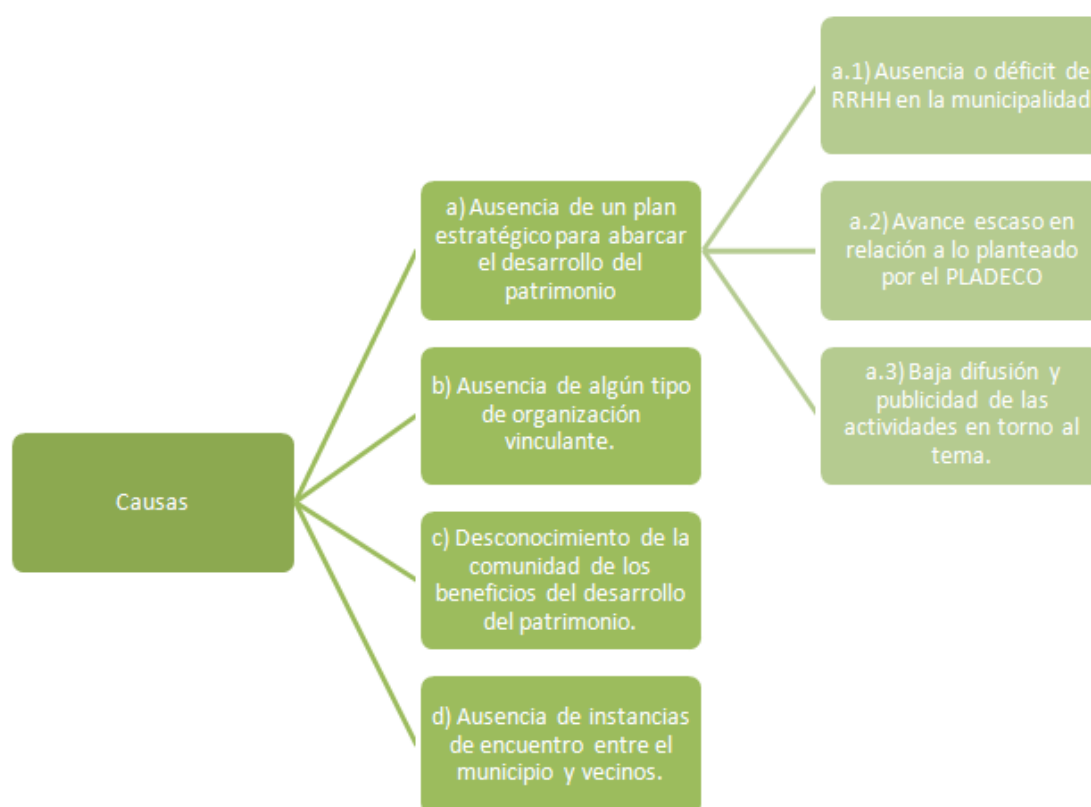 Causas
a) Ausencia de un plan
estratégico para abarcar
el desarrollo del
patrimonio
a.1) Ausencia o déficit de
RRHH en la municipalidad
a.2) Avance escaso en
relación a lo planteado
por el PLADECO
a.3) Baja difusión y
publicidad de las
actividades en torno al
tema.
b) Ausencia de algún tipo
de organización
vinculante.
c) Desconocimiento de la
comunidad de los
beneficios del desarrollo
del patrimonio.
d) Ausencia de instancias
de encuentro entre el
municipio y vecinos.